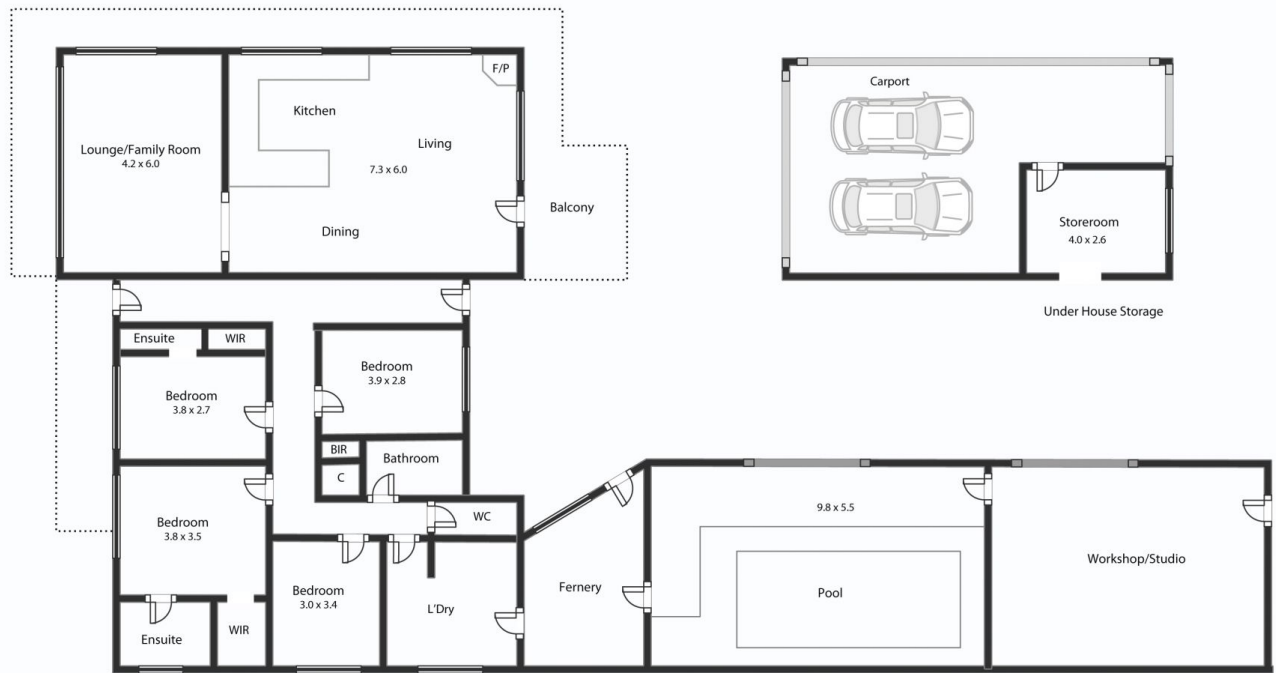 F/P
Kitchen
Living
Lounge/Family Room
4.2 x 6.0
7.3 x 6.0
Balcony
Dining
Carport
Storeroom
4.0 x 2.6
Under House Storage
Ensuite
WIR
Bedroom
3.8 x 2.7
Bedroom
3.9 x 2.8
BIR
Bathroom
C
WC
Bedroom
3.8 x 3.5
Ensuite
WIR
Bedroom
3.0 x 3.4
L'Dry
Fernery
9.8 x 5.5
Pool
Workshop/Studio